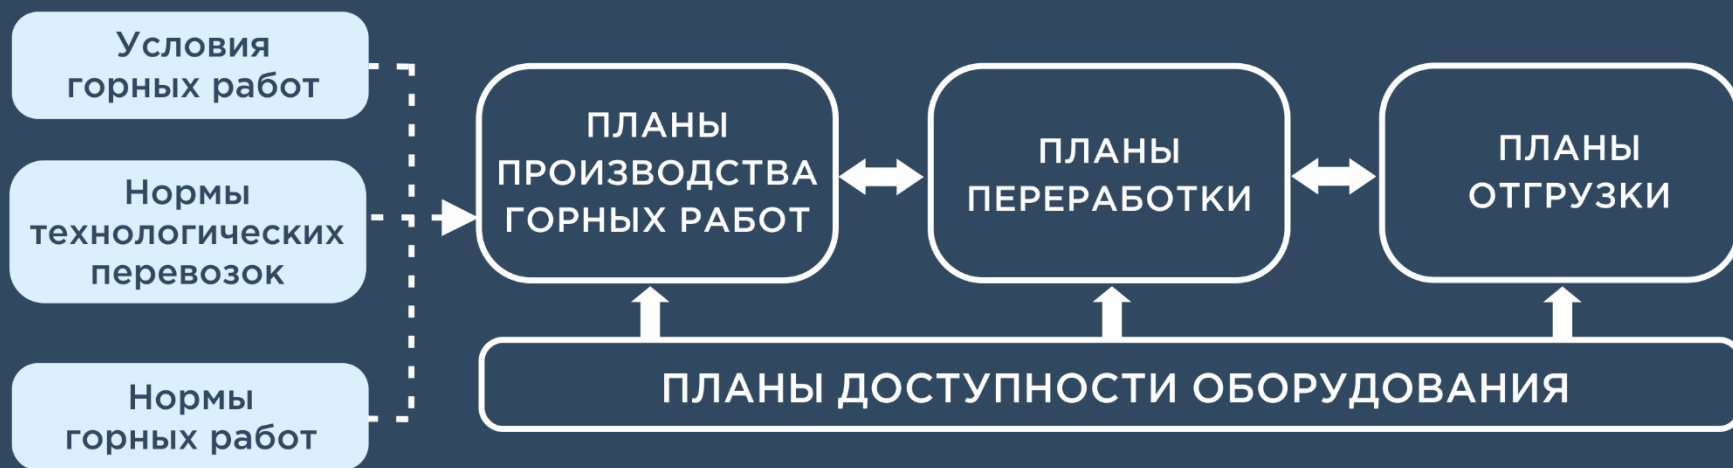 Условия
горных работ
Нормы
технологических
перевозок
Нормы
горных работ
ПЛАНЫ
ПРОИЗВОДСТВА
ГОРНЫХ РАБОТ
ПЛАНЫ
ПЕРЕРАБОТКИ
ПЛАНЫ
ОТГРУЗКИ
ПЛАНЫ ДОСТУПНОСТИ ОБОРУДОВАНИЯ